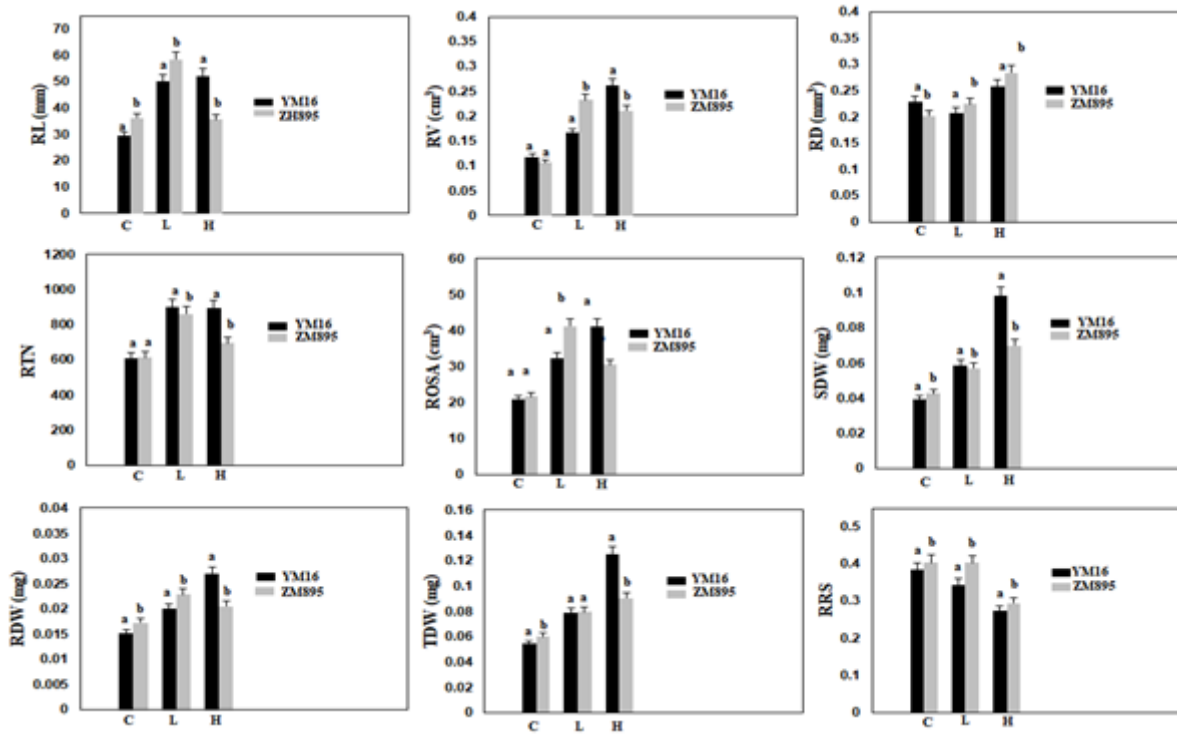 RL (mm)
70
60
50
40
30
20
10
0
a b a b a b
C L H
YM16
ZH895
RV (cm³)
0.4
0.35
0.3
0.25
0.2
0.15
0.1
0.05
0
a a a b a b
C L H
YM16
ZM895
RD (mm³)
0.4
0.35
0.3
0.25
0.2
0.15
0.1
0.05
0
a b a b a b
C L H
YM16
ZM895
RTN
1200
1000
800
600
400
200
0
a a a b a b
C L H
YM16
ZM895
ROSA (cm³)
60
50
40
30
20
10
0
a a a b a
C L H
YM16
ZM895
SDW (mg)
0.12
0.1
0.08
0.06
0.04
0.02
0
a b a b a b
C L H
YM16
ZM895
RDW (mg)
0.04
0.035
0.03
0.025
0.02
0.015
0.01
0.005
0
a b a b a b
C L H
YM16
ZM895
TDW (mg)
0.16
0.14
0.12
0.1
0.08
0.06
0.04
0.02
0
a b a a a b
C L H
YM16
ZM895
RRS
0.5
0.4
0.3
0.2
0.1
0
a b a b a b
C L H
YM16
ZM895